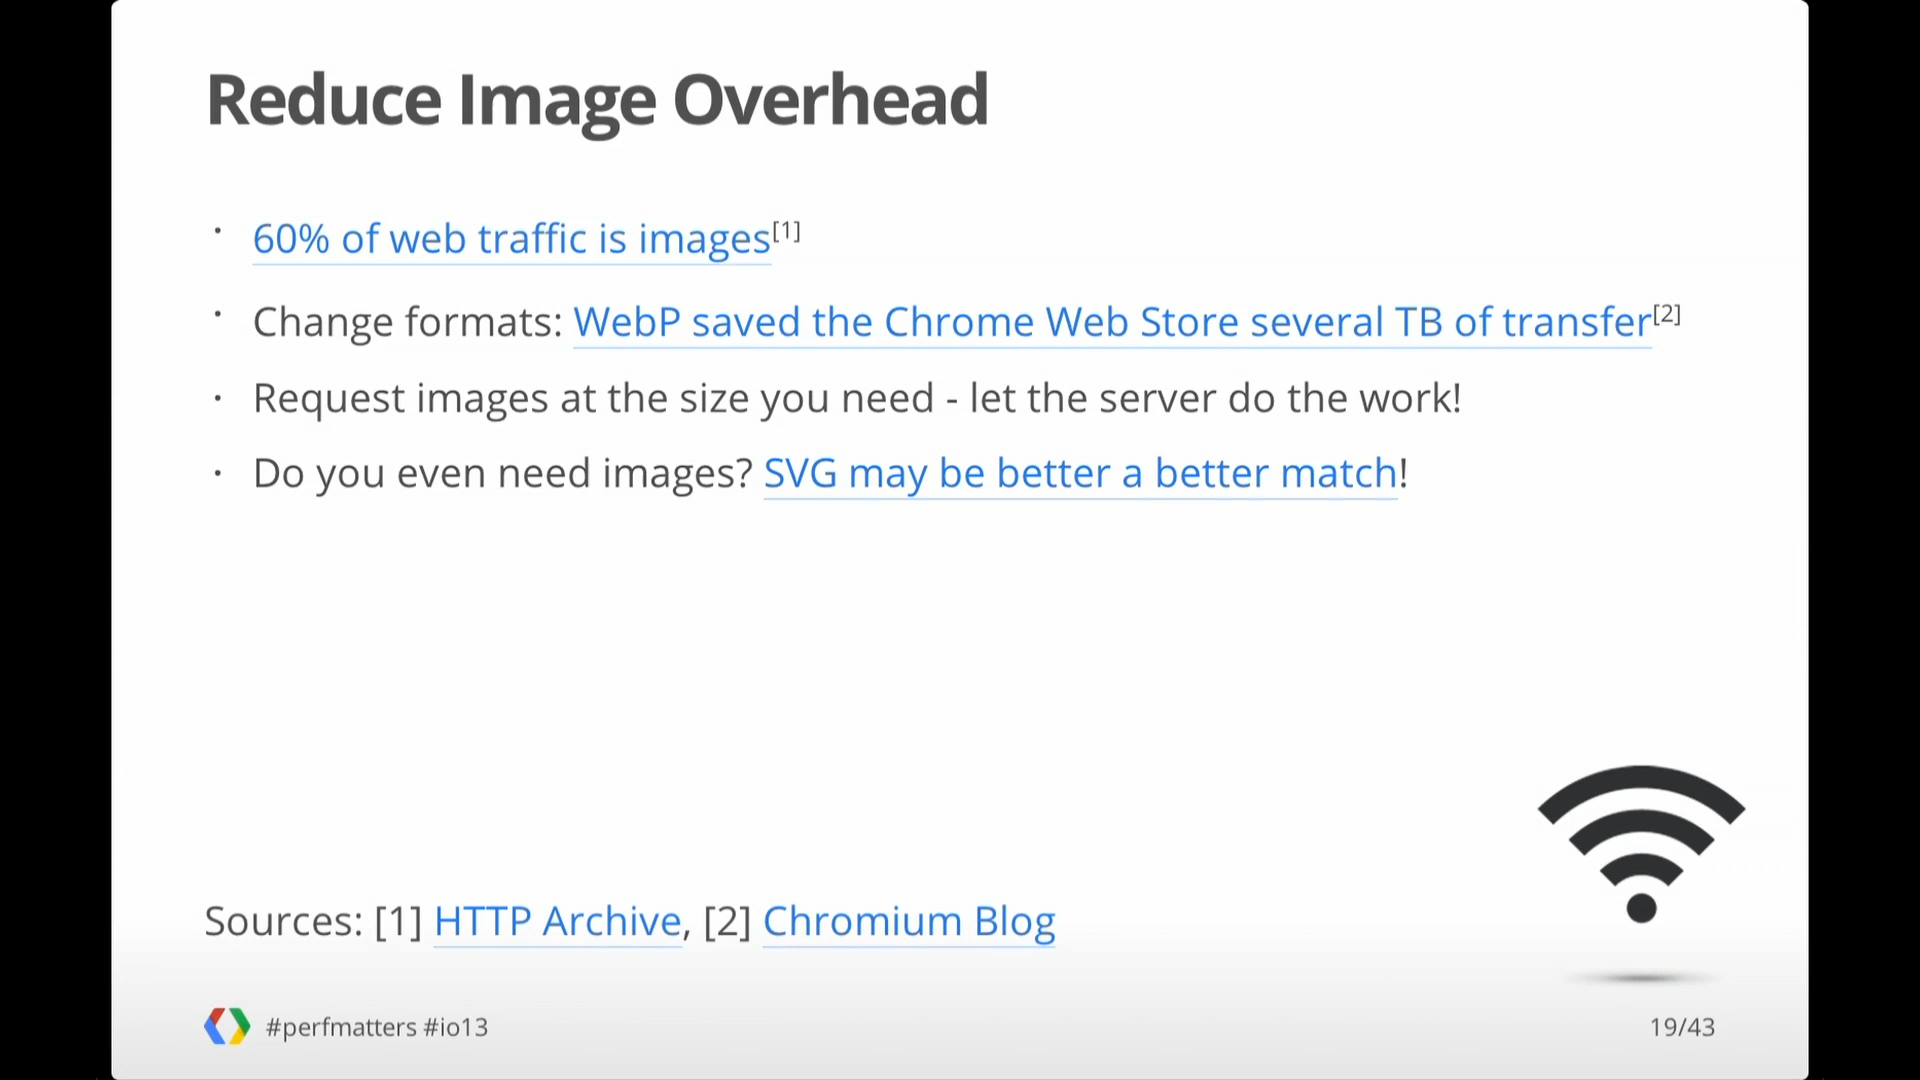 Reduce Image Overhead
· 60% of web traffic is images[1]
· Change formats: WebP saved the Chrome Web Store several TB of transfer[2]
· Request images at the size you need - let the server do the work!
· Do you even need images? SVG may be better a better match!
Sources: [1] HTTP Archive, [2] Chromium Blog
#perfmatters #io13
19/43